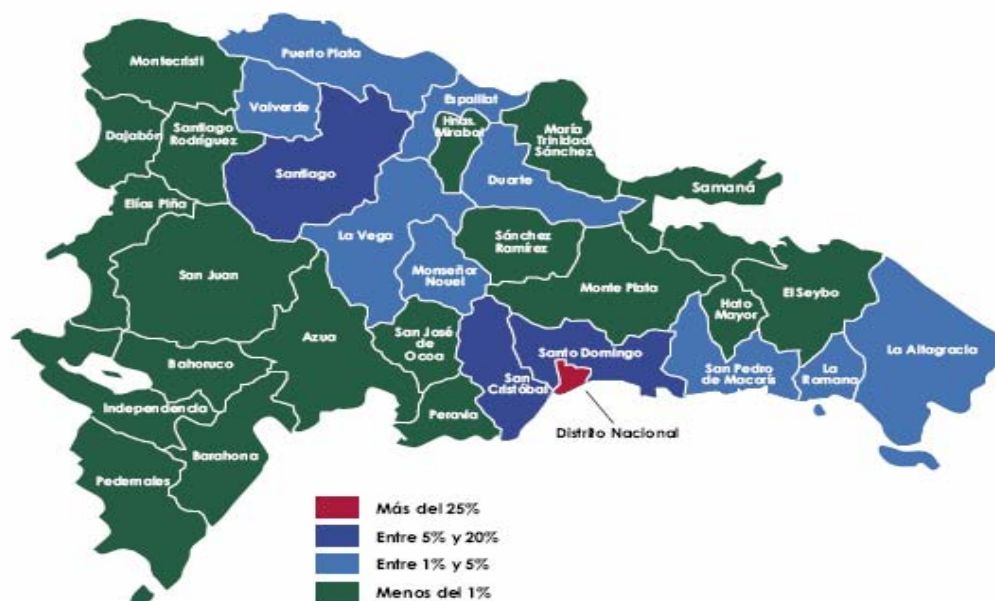 Puerto Plata
Montecristi
Valverde
Espaillat
Hnas.
Mirabal
María
Trinidad
Sánchez
Dajabón
Santiago
Rodríguez
Santiago
Duarte
Samaná
Elías Piña
La Vega
Sánchez
Ramírez
San Juan
Monseñor
Nouel
Monte Plata
Hato
Mayor
El Seybo
Azua
San José
de
Ocoa
Santo Domingo
La Altagracia
Bahoruco
San
Cristóbal
San Pedro
de Macorís
La
Romana
Independencia
Peravia
Distrito Nacional
Barahona
Pedernales
Más del 25%
Entre 5% y 20%
Entre 1% y 5%
Menos del 1%